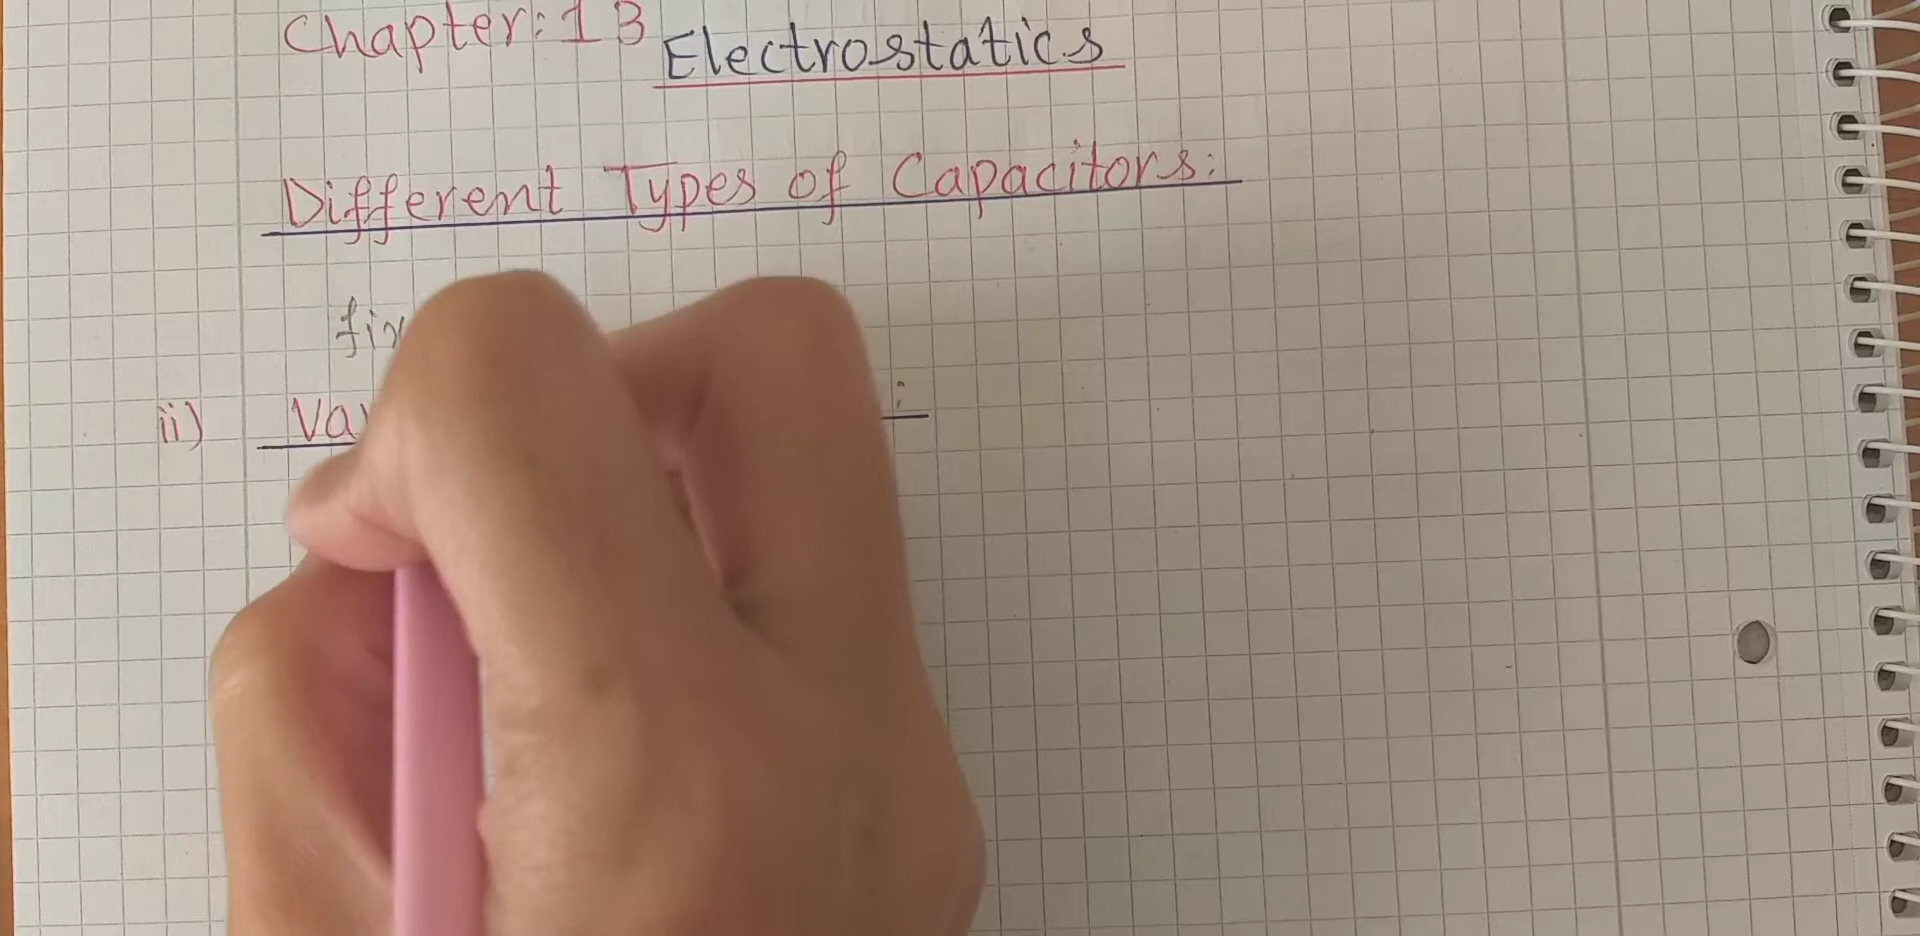 Chapter: 13 Electrostatics
Different Types of Capacitors:
ii)